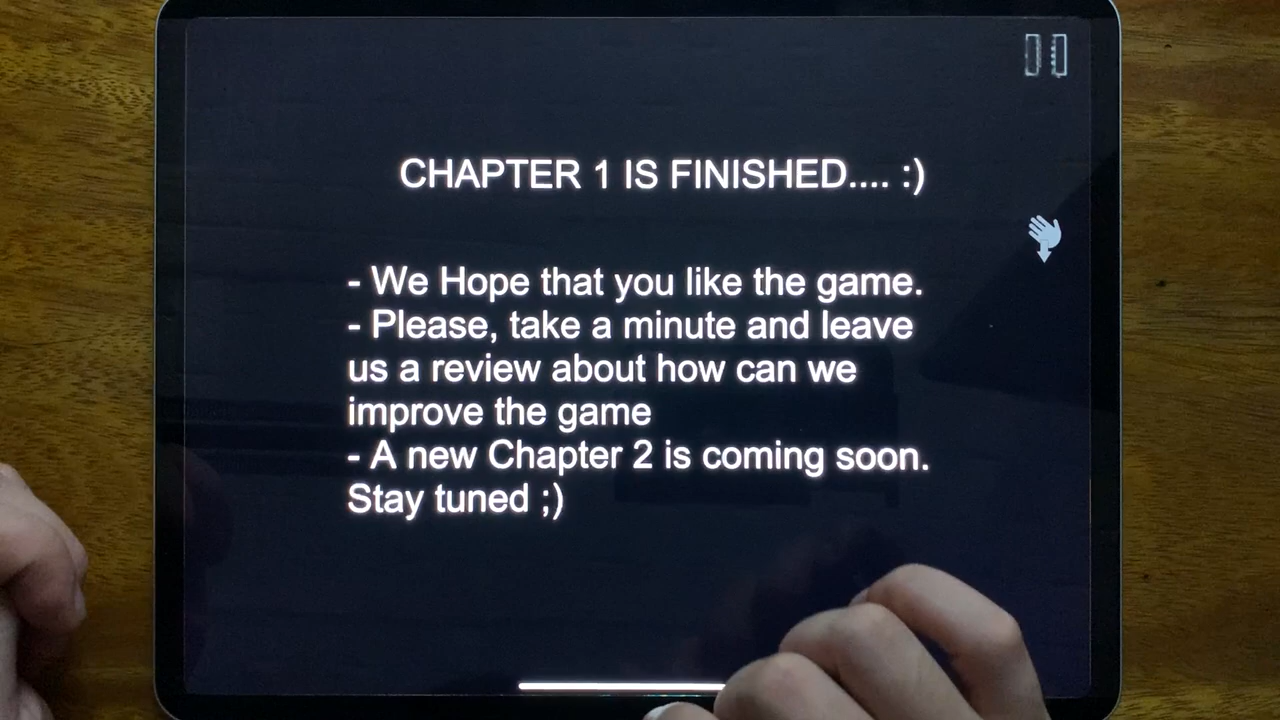 CHAPTER 1 IS FINISHED.... :)
- We Hope that you like the game.
- Please, take a minute and leave
us a review about how can we
improve the game
- A new Chapter 2 is coming soon.
Stay tuned ;)